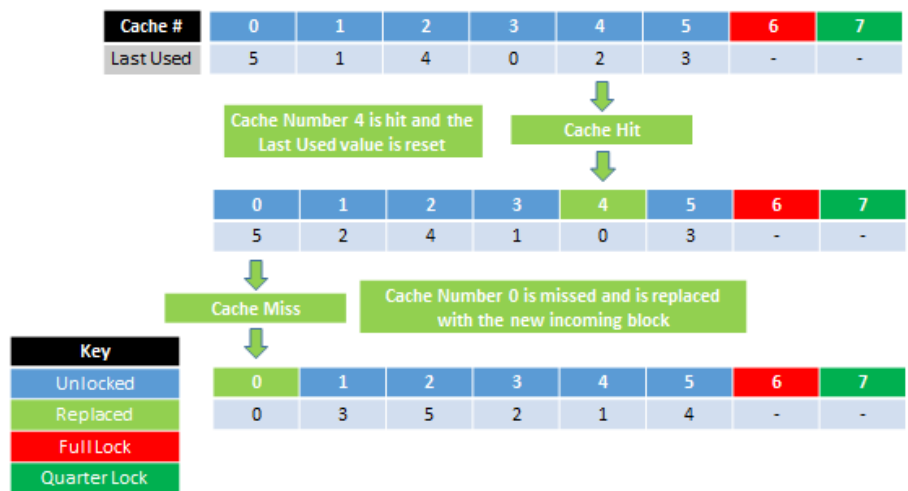 Cache # 0 1 2 3 4 5 6 7
Last Used 5 1 4 0 2 3 - -
Cache Number 4 is hit and the
Last Used value is reset
Cache Hit
0 1 2 3 4 5 6 7
5 2 4 1 0 3 - -
Cache Miss
Cache Number 0 is missed and is replaced
with the new incoming block
Key
Unlocked
Replaced
Full Lock
Quarter Lock
0 1 2 3 4 5 6 7
0 3 5 2 1 4 - -